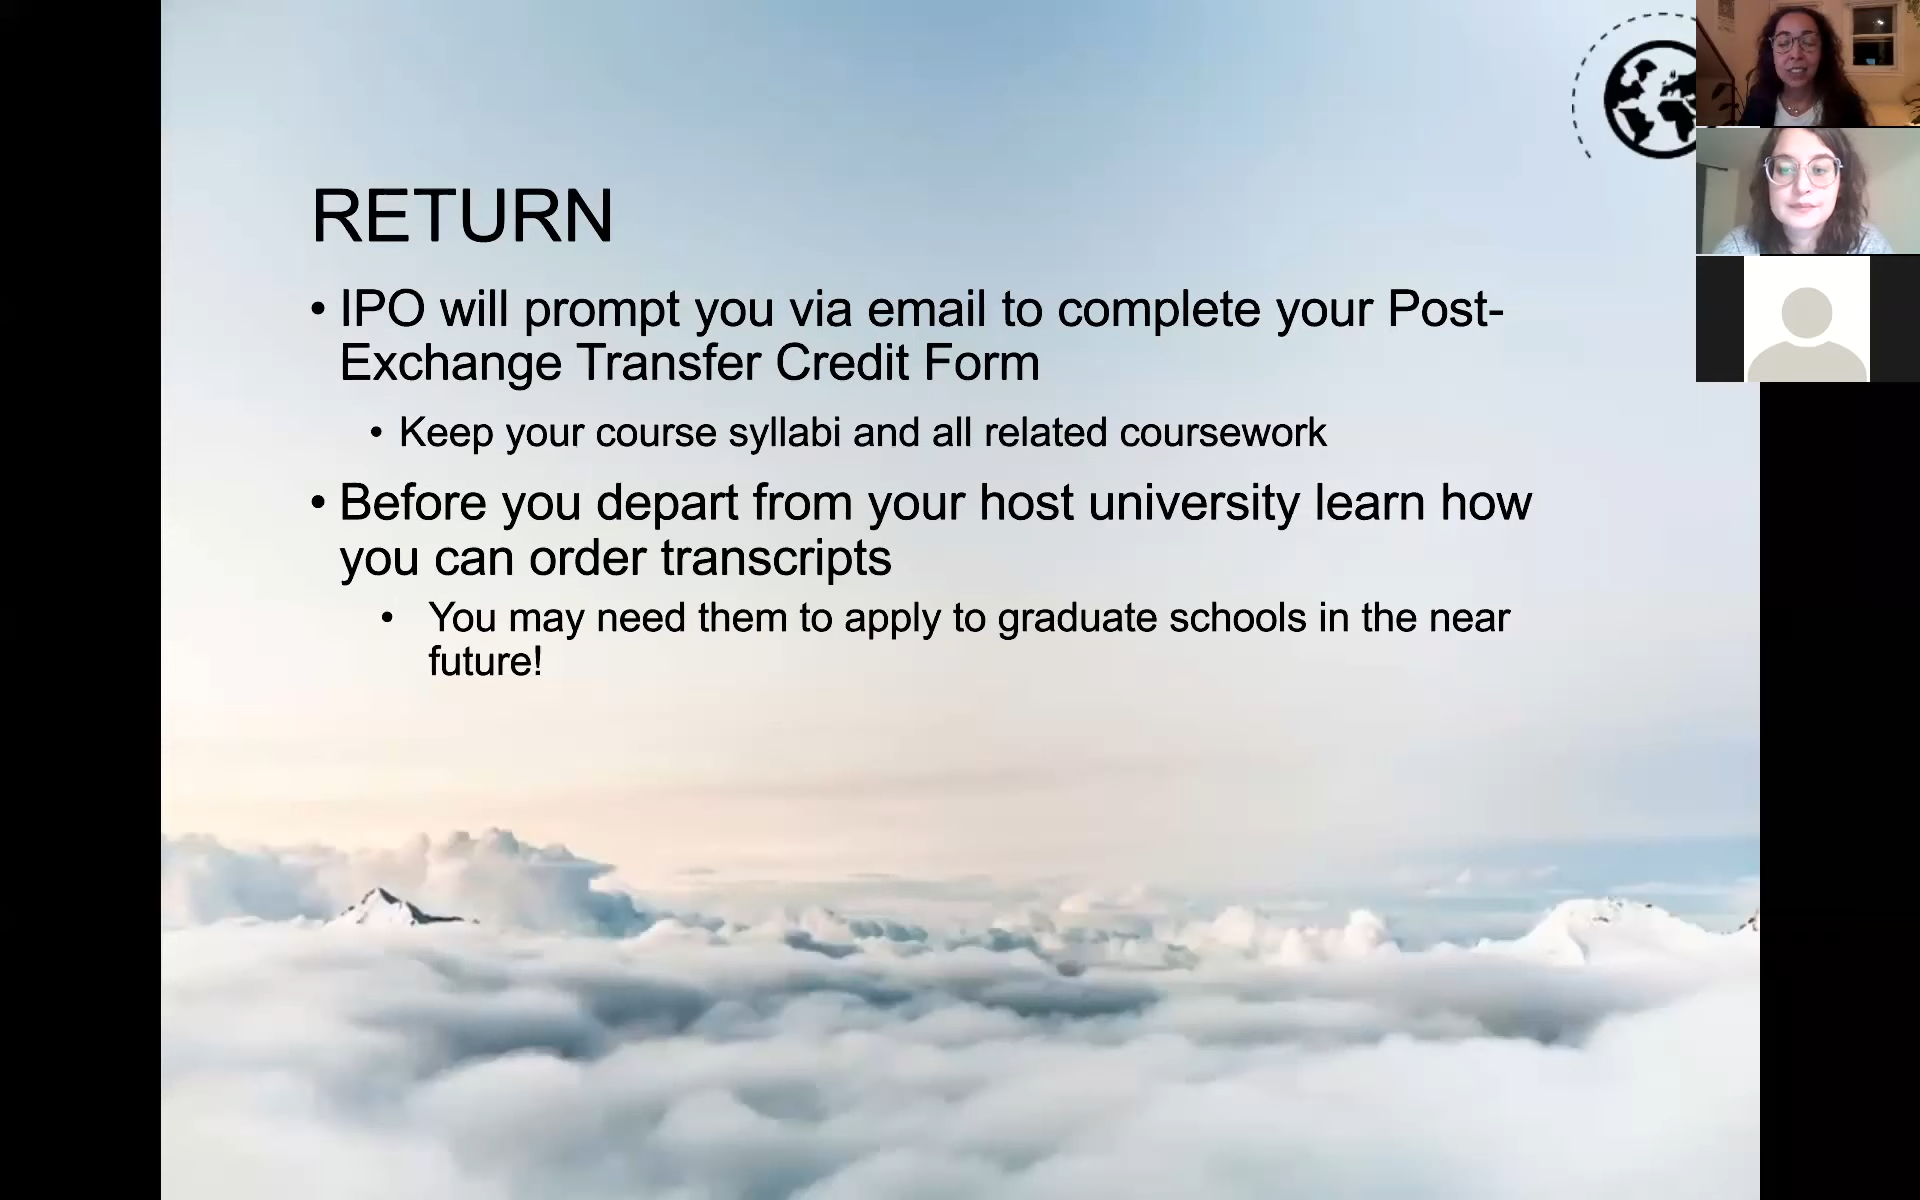 RETURN
• IPO will prompt you via email to complete your Post-
Exchange Transfer Credit Form
• Keep your course syllabi and all related coursework
• Before you depart from your host university learn how
you can order transcripts
• You may need them to apply to graduate schools in the near
future!